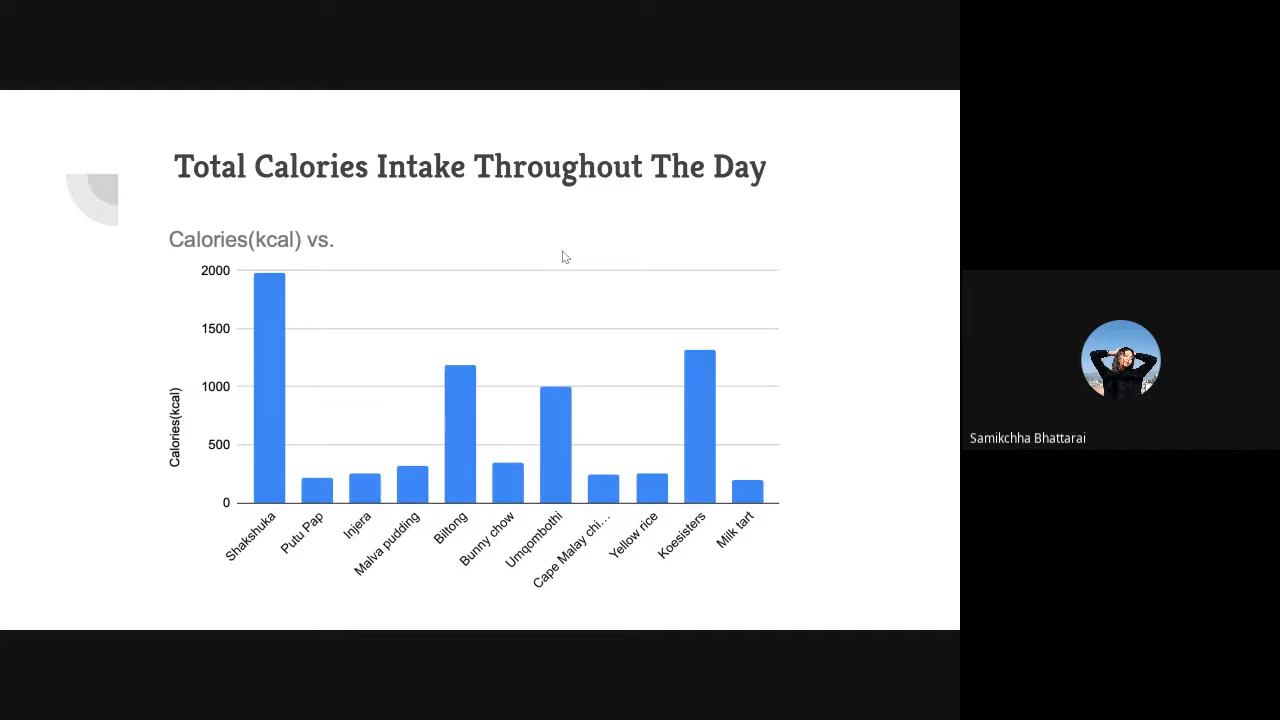 Total Calories Intake Throughout The Day
Calories(kcal) vs.
2000
1500
1000
500
0
Calories(kcal)
Shakshuka
Putu Pap
Injera
Malva pudding
Biltong
Bunny chow
Umqombothi
Cape Malay chi...
Yellow rice
Koesisters
Milk tart
Samikchha Bhattarai